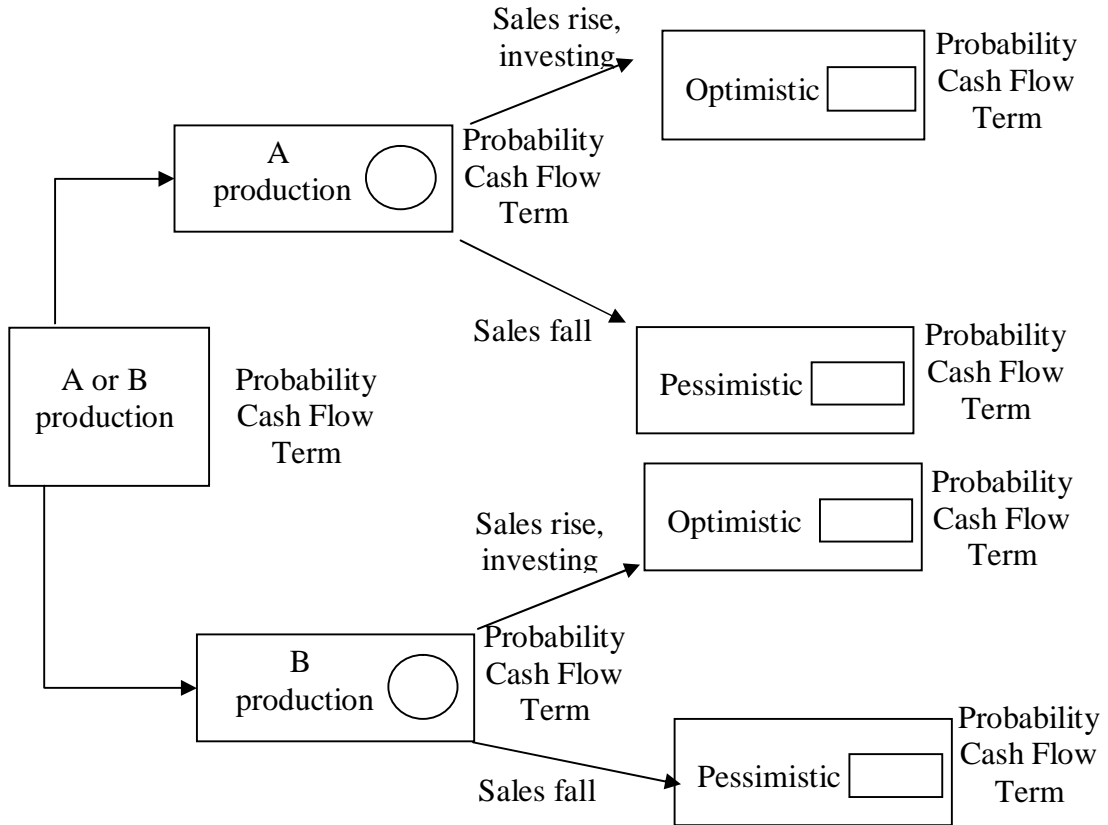 Sales rise,
investing
Optimistic
Probability
Cash Flow
Term
A
production
Probability
Cash Flow
Term
Sales fall
Pessimistic
Probability
Cash Flow
Term
A or B
production
Probability
Cash Flow
Term
Sales rise,
investing
Optimistic
Probability
Cash Flow
Term
B
production
Probability
Cash Flow
Term
Sales fall
Pessimistic
Probability
Cash Flow
Term